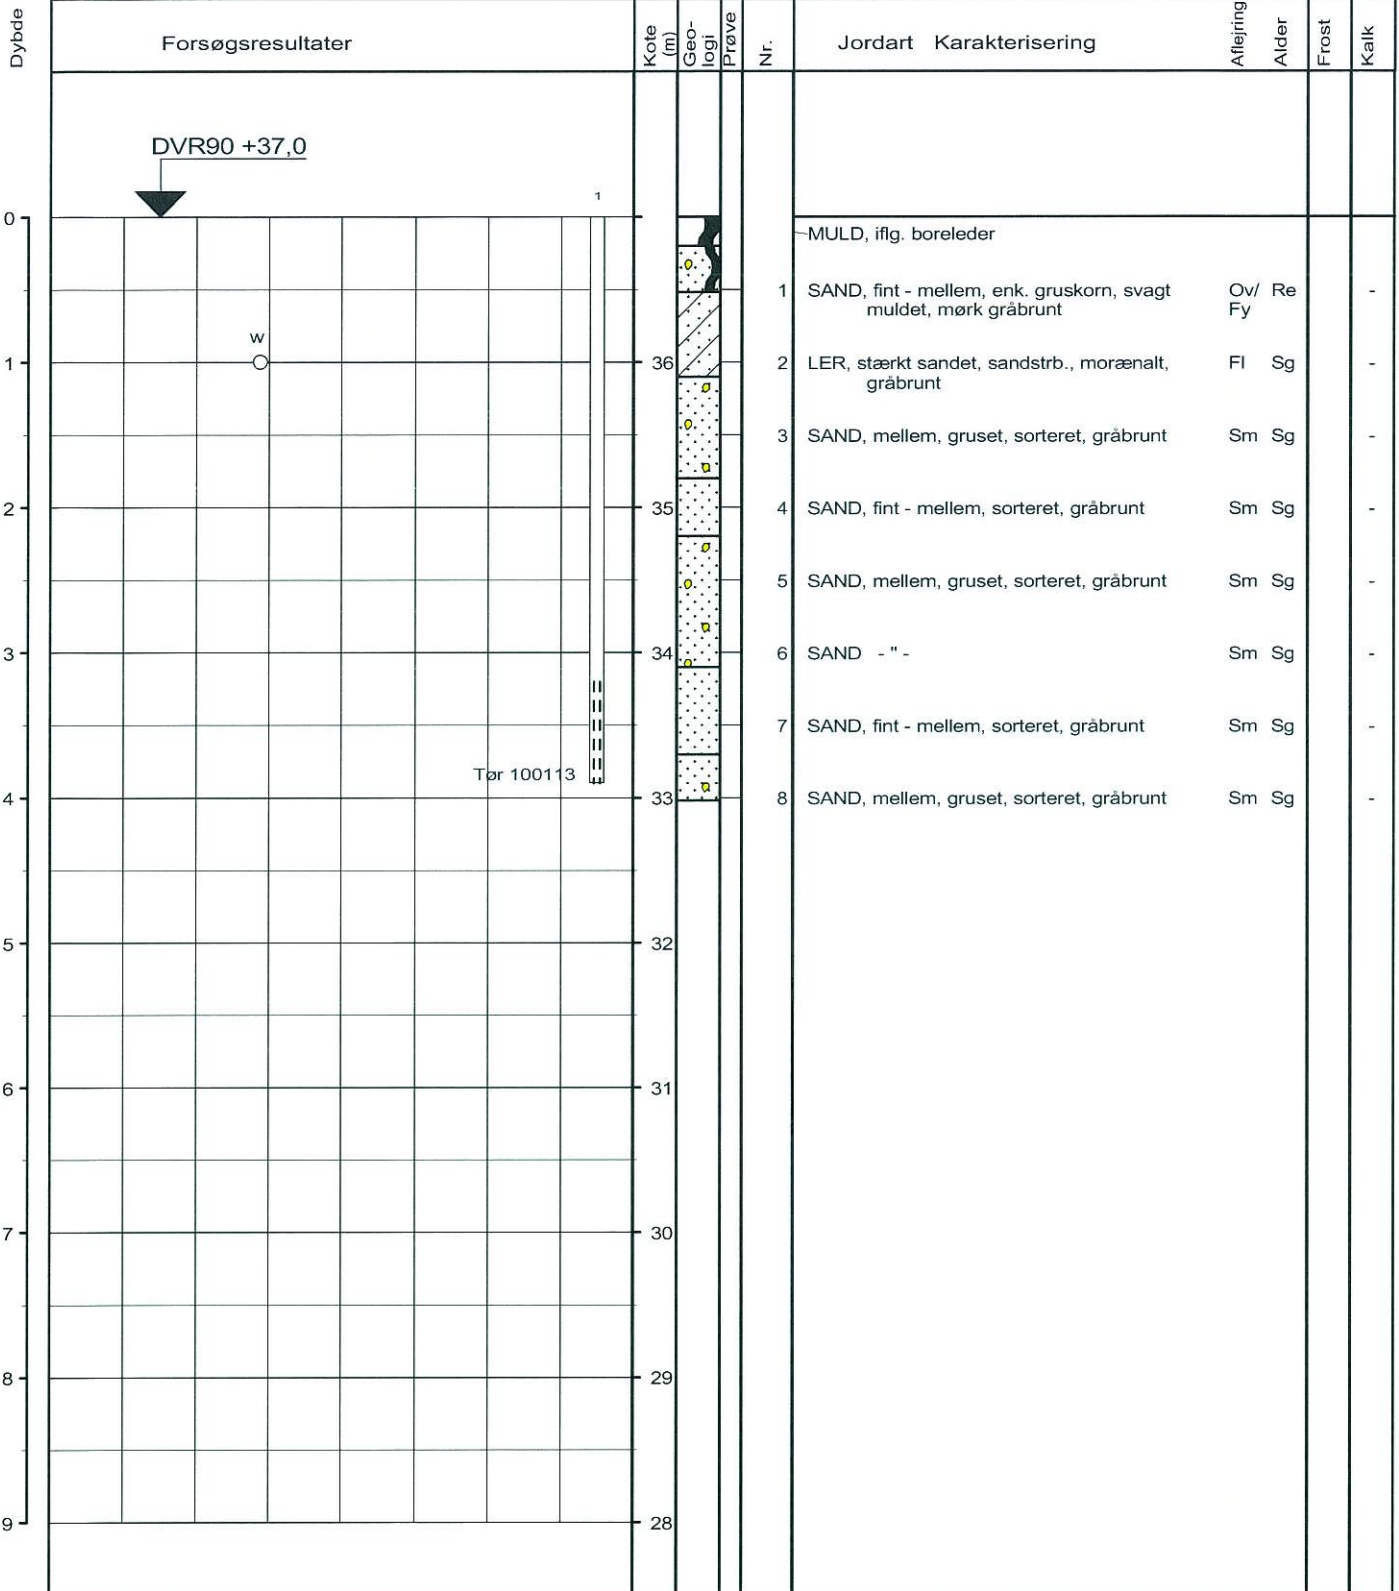 Dybde
Forsøgsresultater
Kote (m)
Geo-
logi
Prøve
Nr.
Jordart Karakterisering
Aflejring
Alder
Frost
Kalk
DVR90 +37,0
1
0
MULD, iflg. boreleder
1 SAND, fint - mellem, enk. gruskorn, svagt Ov/ Re -
muldet, mørk gråbrunt Fy
w
1 36 2 LER, stærkt sandet, sandstrb., morænalt, Fl Sg -
gråbrunt
3 SAND, mellem, gruset, sorteret, gråbrunt Sm Sg -
2 35 4 SAND, fint - mellem, sorteret, gråbrunt Sm Sg -
5 SAND, mellem, gruset, sorteret, gråbrunt Sm Sg -
3 34 6 SAND - " - Sm Sg -
7 SAND, fint - mellem, sorteret, gråbrunt Sm Sg -
Tør 100113
4 33 8 SAND, mellem, gruset, sorteret, gråbrunt Sm Sg -
5 32
6 31
7 30
8 29
9 28